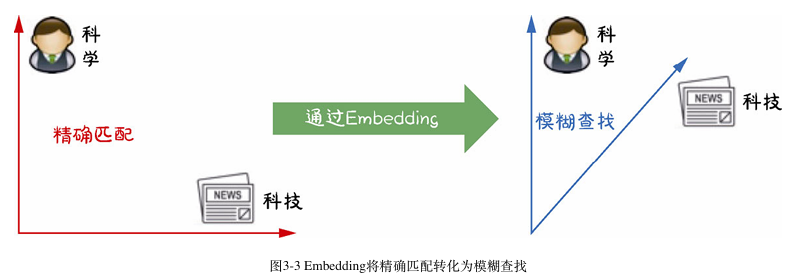 科
学
精确匹配
NEWS
科技
通过Embedding
科
学
模糊查找
NEWS
科技
图3-3 Embedding将精确匹配转化为模糊查找